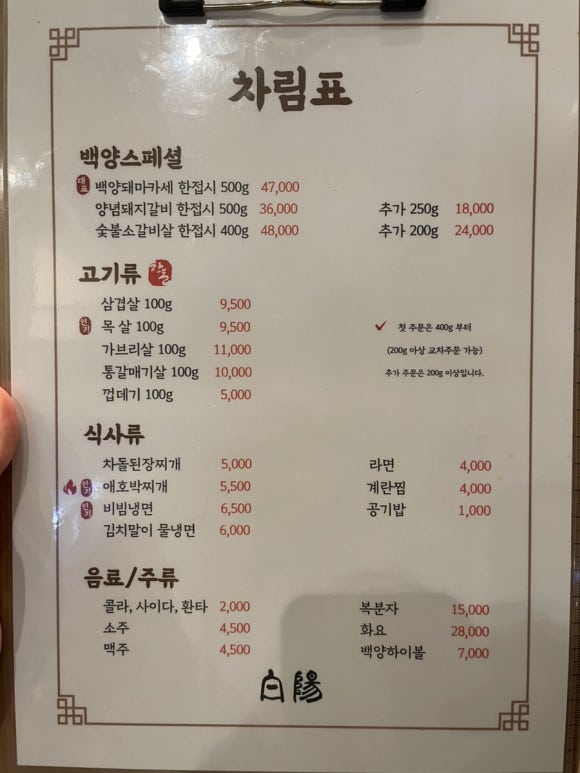 차림표
백양스페셜
대표 백양돼마카세 한접시 500g 47,000
양념돼지갈비 한접시 500g 36,000 추가 250g 18,000
숯불소갈비살 한접시 400g 48,000 추가 200g 24,000
고기류 한돈
삼겹살 100g 9,500
인기 목 살 100g 9,500
가브리살 100g 11,000
통갈매기살 100g 10,000
껍데기 100g 5,000
첫 주문은 400g 부터
(200g 이상 교차주문 가능)
추가 주문은 200g 이상입니다.
식사류
차돌된장찌개 5,000 라면 4,000
인기 애호박찌개 5,500 계란찜 4,000
인기 비빔냉면 6,500 공기밥 1,000
김치말이 물냉면 6,000
음료/주류
콜라, 사이다, 환타 2,000 복분자 15,000
소주 4,500 화요 28,000
맥주 4,500 백양하이볼 7,000
白陽